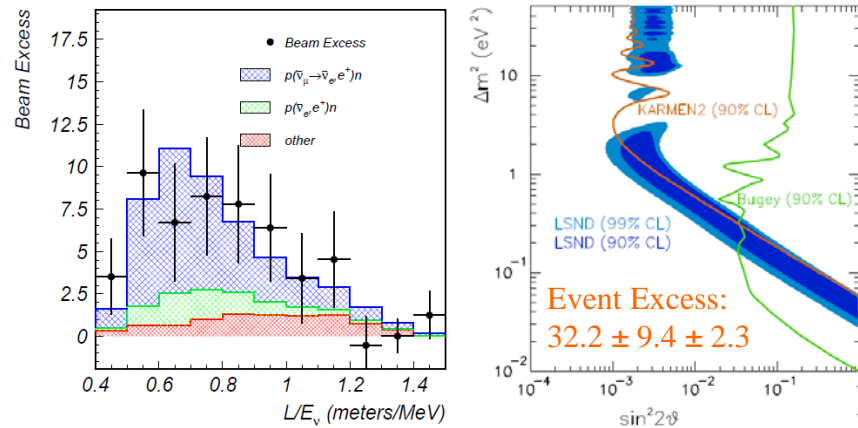 Beam Excess
17.5
15
12.5
10
7.5
5
2.5
0
Beam Excess
p(ν̄μ→ν̄e,e⁺)n
p(ν̄e,e⁺)n
other
0.4
0.6
0.8
1
1.2
1.4
L/Eν (meters/MeV)
Δm² (eV²)
10
1
10⁻¹
10⁻²
KARMEN2 (90% CL)
Bugey (90% CL)
LSND (99% CL)
LSND (90% CL)
Event Excess:
32.2 ± 9.4 ± 2.3
10⁻⁴
10⁻³
10⁻²
10⁻¹
sin²2ϑ